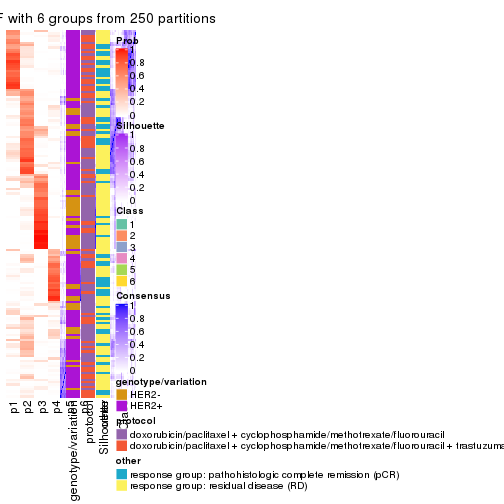 F with 6 groups from 250 partitions
Prob
1
0.8
0.6
0.4
0.2
0
Silhouette
1
0.8
0.6
0.4
0.2
0
Class
1
2
3
4
5
6
Consensus
1
0.8
0.6
0.4
0.2
0
genotype/variation
HER2-
HER2+
protocol
doxorubicin/paclitaxel + cyclophosphamide/methotrexate/fluorouracil
doxorubicin/paclitaxel + cyclophosphamide/methotrexate/fluorouracil + trastuzuma
other
response group: pathohistologic complete remission (pCR)
response group: residual disease (RD)
p1
p2
p3
p4
genotype/variation
protocol
Silhouette